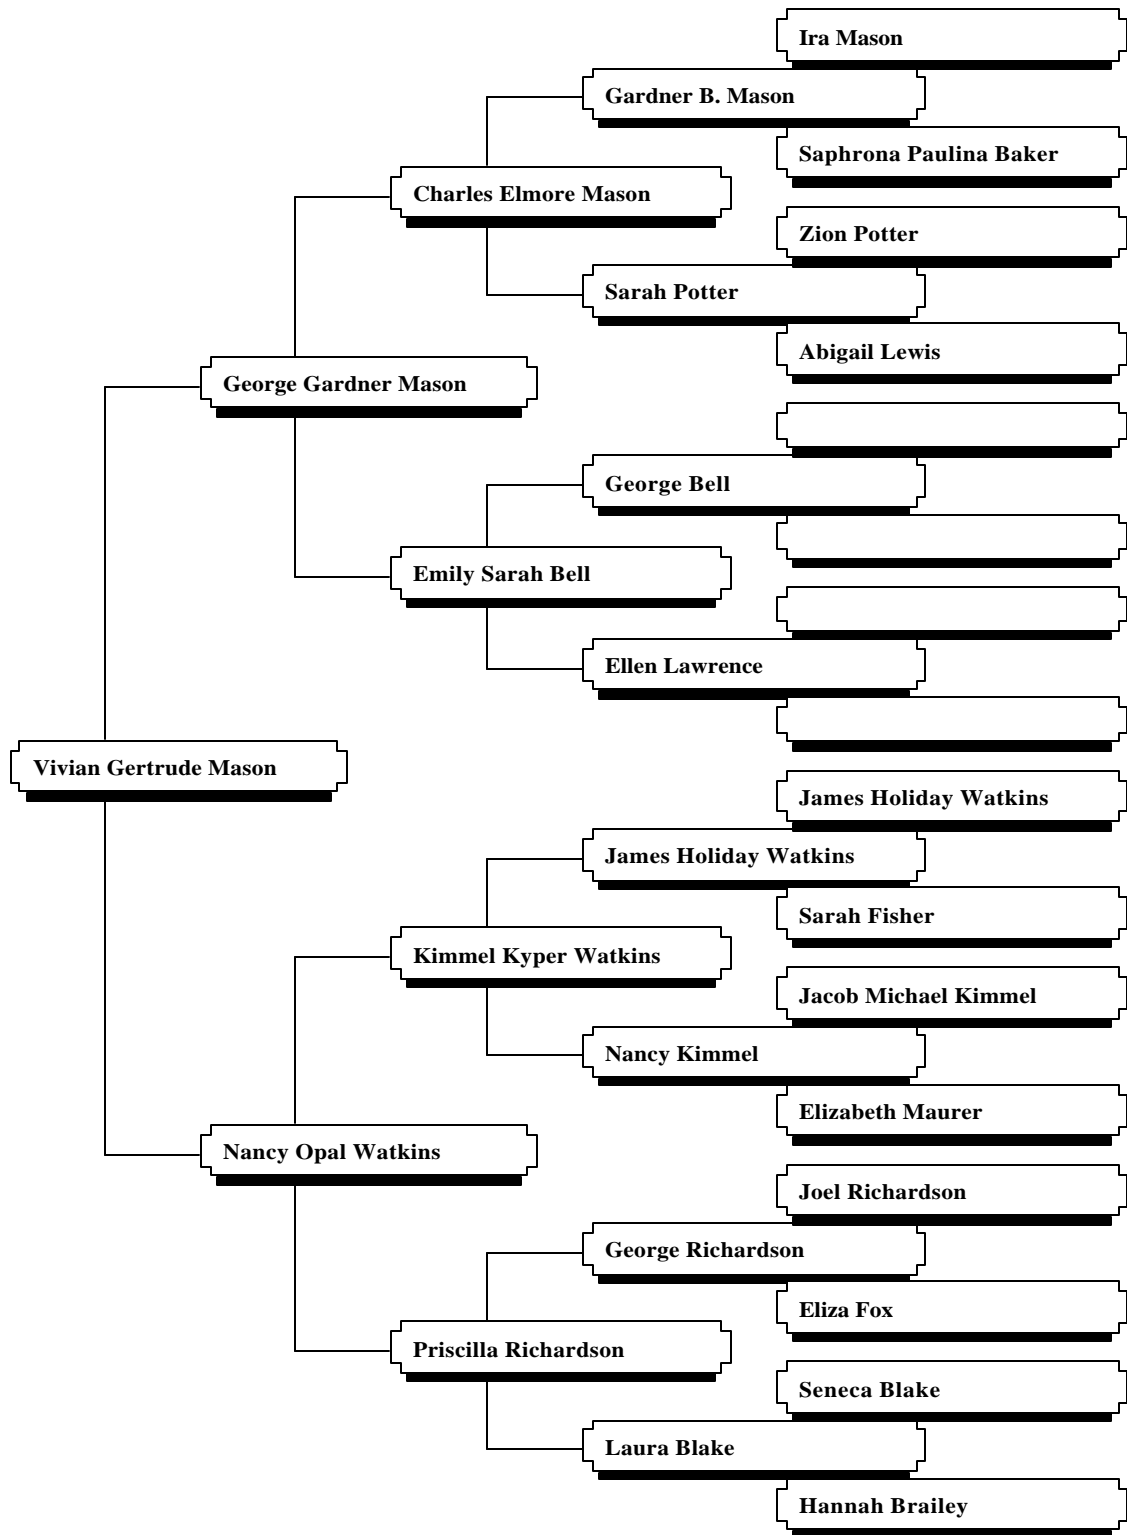 Ira Mason
Gardner B. Mason
Saphrona Paulina Baker
Charles Elmore Mason
Zion Potter
Sarah Potter
Abigail Lewis
George Gardner Mason
George Bell
Emily Sarah Bell
Ellen Lawrence
Vivian Gertrude Mason
James Holiday Watkins
James Holiday Watkins
Sarah Fisher
Kimmel Kyper Watkins
Jacob Michael Kimmel
Nancy Kimmel
Elizabeth Maurer
Nancy Opal Watkins
Joel Richardson
George Richardson
Eliza Fox
Priscilla Richardson
Seneca Blake
Laura Blake
Hannah Brailey